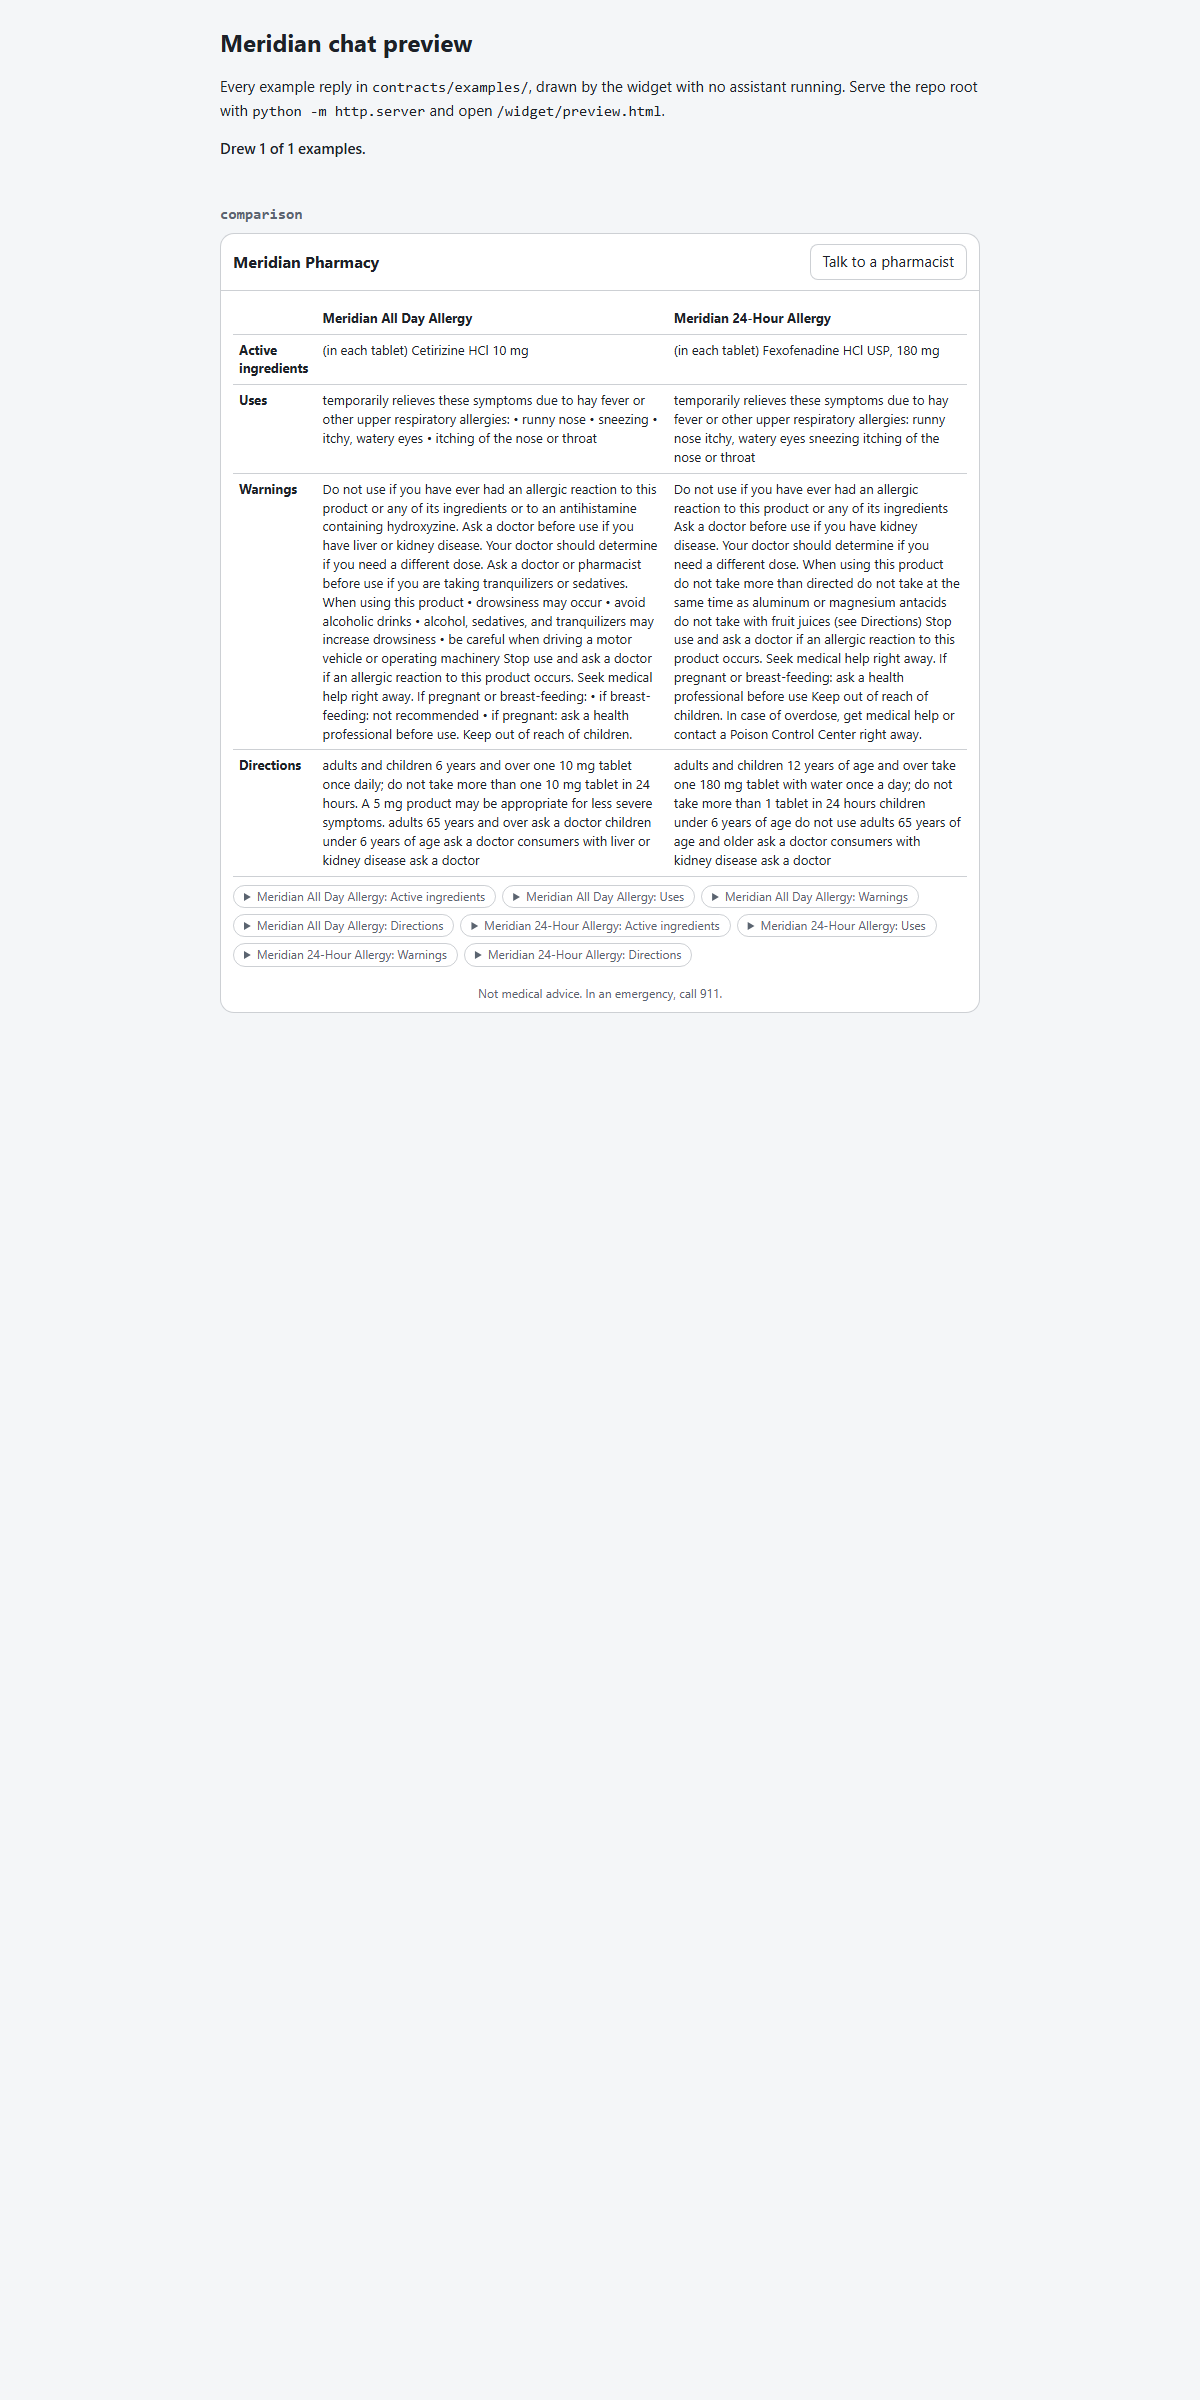 Meridian chat preview
Every example reply in contracts/examples/, drawn by the widget with no assistant running. Serve the repo root
with python -m http.server and open /widget/preview.html.
Drew 1 of 1 examples.
comparison
Meridian Pharmacy
Talk to a pharmacist
Meridian All Day Allergy
Meridian 24-Hour Allergy
Active
ingredients
(in each tablet) Cetirizine HCl 10 mg
(in each tablet) Fexofenadine HCl USP, 180 mg
Uses
temporarily relieves these symptoms due to hay fever or
other upper respiratory allergies: • runny nose • sneezing •
itchy, watery eyes • itching of the nose or throat
temporarily relieves these symptoms due to hay
fever or other upper respiratory allergies: runny
nose itchy, watery eyes sneezing itching of the
nose or throat
Warnings
Do not use if you have ever had an allergic reaction to this
product or any of its ingredients or to an antihistamine
containing hydroxyzine. Ask a doctor before use if you
have liver or kidney disease. Your doctor should determine
if you need a different dose. Ask a doctor or pharmacist
before use if you are taking tranquilizers or sedatives.
When using this product • drowsiness may occur • avoid
alcoholic drinks • alcohol, sedatives, and tranquilizers may
increase drowsiness • be careful when driving a motor
vehicle or operating machinery Stop use and ask a doctor
if an allergic reaction to this product occurs. Seek medical
help right away. If pregnant or breast-feeding: • if breast-
feeding: not recommended • if pregnant: ask a health
professional before use. Keep out of reach of children.
Do not use if you have ever had an allergic
reaction to this product or any of its ingredients
Ask a doctor before use if you have kidney
disease. Your doctor should determine if you
need a different dose. When using this product
do not take more than directed do not take at the
same time as aluminum or magnesium antacids
do not take with fruit juices (see Directions) Stop
use and ask a doctor if an allergic reaction to this
product occurs. Seek medical help right away. If
pregnant or breast-feeding: ask a health
professional before use Keep out of reach of
children. In case of overdose, get medical help or
contact a Poison Control Center right away.
Directions
adults and children 6 years and over one 10 mg tablet
once daily; do not take more than one 10 mg tablet in 24
hours. A 5 mg product may be appropriate for less severe
symptoms. adults 65 years and over ask a doctor children
under 6 years of age ask a doctor consumers with liver or
kidney disease ask a doctor
adults and children 12 years of age and over take
one 180 mg tablet with water once a day; do not
take more than 1 tablet in 24 hours children
under 6 years of age do not use adults 65 years of
age and older ask a doctor consumers with
kidney disease ask a doctor
▶ Meridian All Day Allergy: Active ingredients
▶ Meridian All Day Allergy: Uses
▶ Meridian All Day Allergy: Warnings
▶ Meridian All Day Allergy: Directions
▶ Meridian 24-Hour Allergy: Active ingredients
▶ Meridian 24-Hour Allergy: Uses
▶ Meridian 24-Hour Allergy: Warnings
▶ Meridian 24-Hour Allergy: Directions
Not medical advice. In an emergency, call 911.